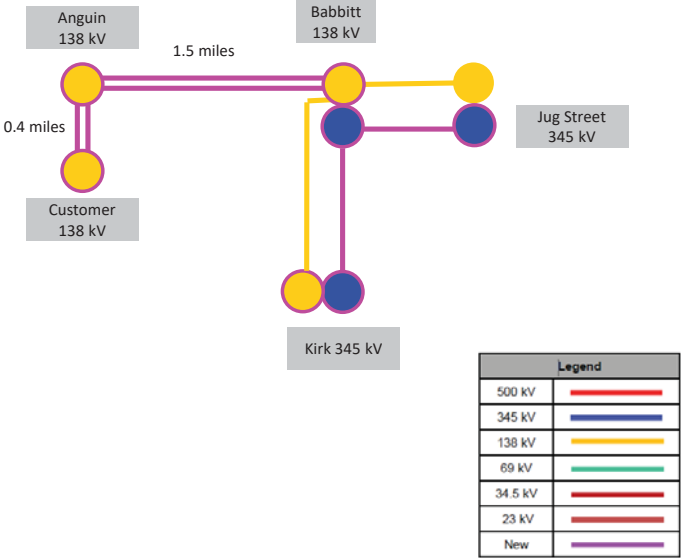 Anguin
138 kV
Babbitt
138 kV
1.5 miles
0.4 miles
Jug Street
345 kV
Customer
138 kV
Kirk 345 kV
Legend
500 kV
345 kV
138 kV
69 kV
34.5 kV
23 kV
New